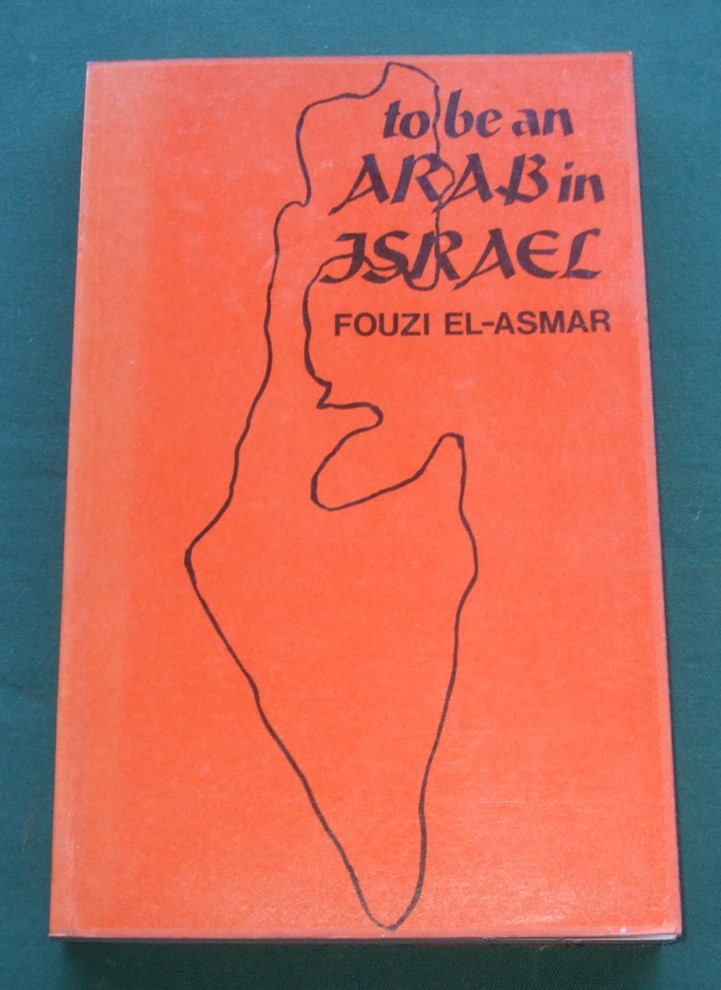 to be an
ARAB in
ISRAEL
FOUZI EL-ASMAR